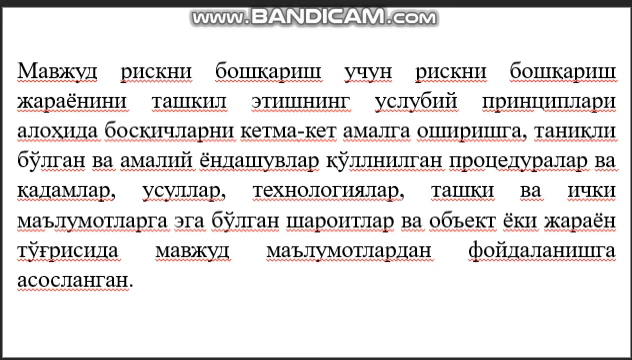 www.BANDICAM.com
Мавжуд рискни бошқариш учун рискни бошқариш
жараёнини ташкил этишнинг услубий принциплари
алоҳида босқичларни кетма-кет амалга оширишга, таниқли
бўлган ва амалий ёндашувлар қўллнилган процедуралар ва
қадамлар, усуллар, технологиялар, ташқи ва ички
маълумотларга эга бўлган шароитлар ва объект ёки жараён
тўғрисида мавжуд маълумотлардан фойдаланишга
асосланган.